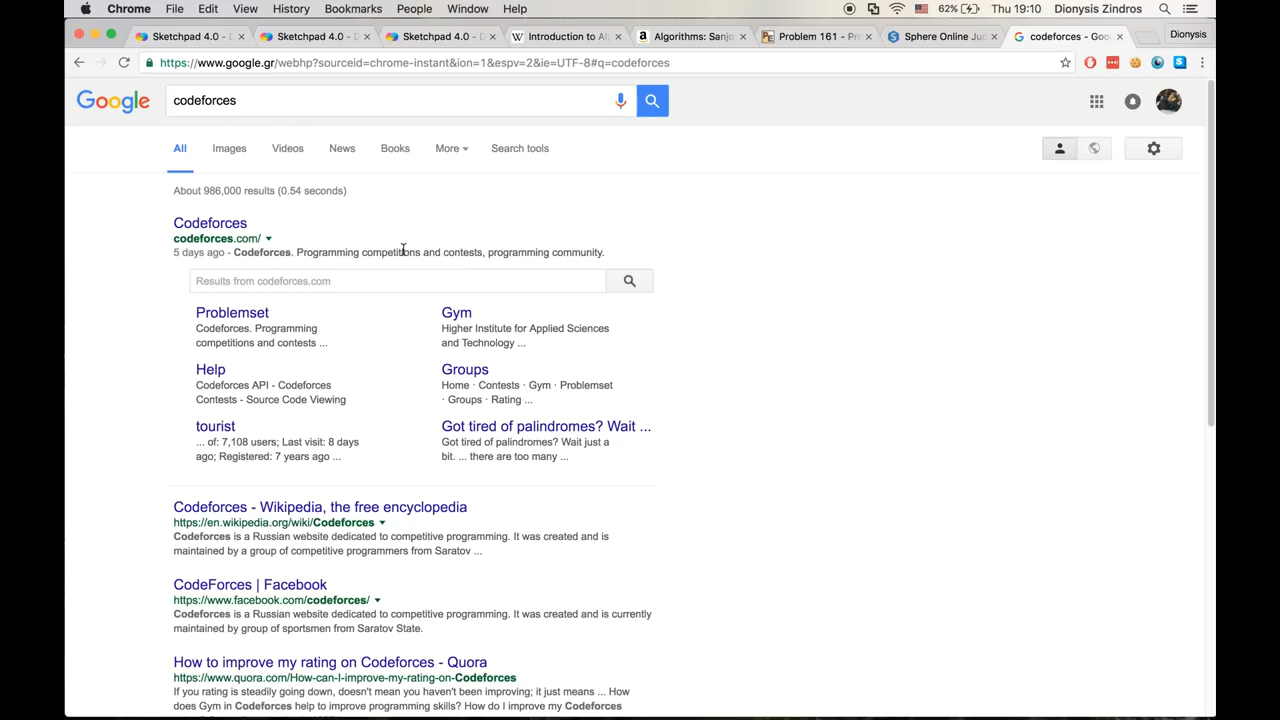 Chrome File Edit View History Bookmarks People Window Help 62% Thu 19:10 Dionysis Zindros
Sketchpad 4.0 - D Sketchpad 4.0 - D Sketchpad 4.0 - D Introduction to Al Algorithms: Sanjo Problem 161 - Pro Sphere Online Jud codeforces - Goo Dionysis
https://www.google.gr/webhp?sourceid=chrome-instant&ion=1&espv=2&ie=UTF-8#q=codeforces
Google codeforces
All Images Videos News Books More Search tools
About 986,000 results (0.54 seconds)
Codeforces
codeforces.com/
5 days ago - Codeforces. Programming competitions and contests, programming community.
Results from codeforces.com
Problemset
Codeforces. Programming
competitions and contests ...
Gym
Higher Institute for Applied Sciences
and Technology ...
Help
Codeforces API - Codeforces
Contests - Source Code Viewing
Groups
Home · Contests · Gym · Problemset
· Groups · Rating ...
tourist
... of: 7,108 users; Last visit: 8 days
ago; Registered: 7 years ago ...
Got tired of palindromes? Wait ...
Got tired of palindromes? Wait just a
bit. ... there are too many ...
Codeforces - Wikipedia, the free encyclopedia
https://en.wikipedia.org/wiki/Codeforces
Codeforces is a Russian website dedicated to competitive programming. It was created and is
maintained by a group of competitive programmers from Saratov ...
CodeForces | Facebook
https://www.facebook.com/codeforces/
Codeforces is a Russian website dedicated to competitive programming. It was created and is currently
maintained by group of sportsmen from Saratov State.
How to improve my rating on Codeforces - Quora
https://www.quora.com/How-can-I-improve-my-rating-on-Codeforces
If you rating is steadily going down, doesn't mean you haven't been improving; it just means ... How
does Gym in Codeforces help to improve programming skills? How do I improve my Codeforces